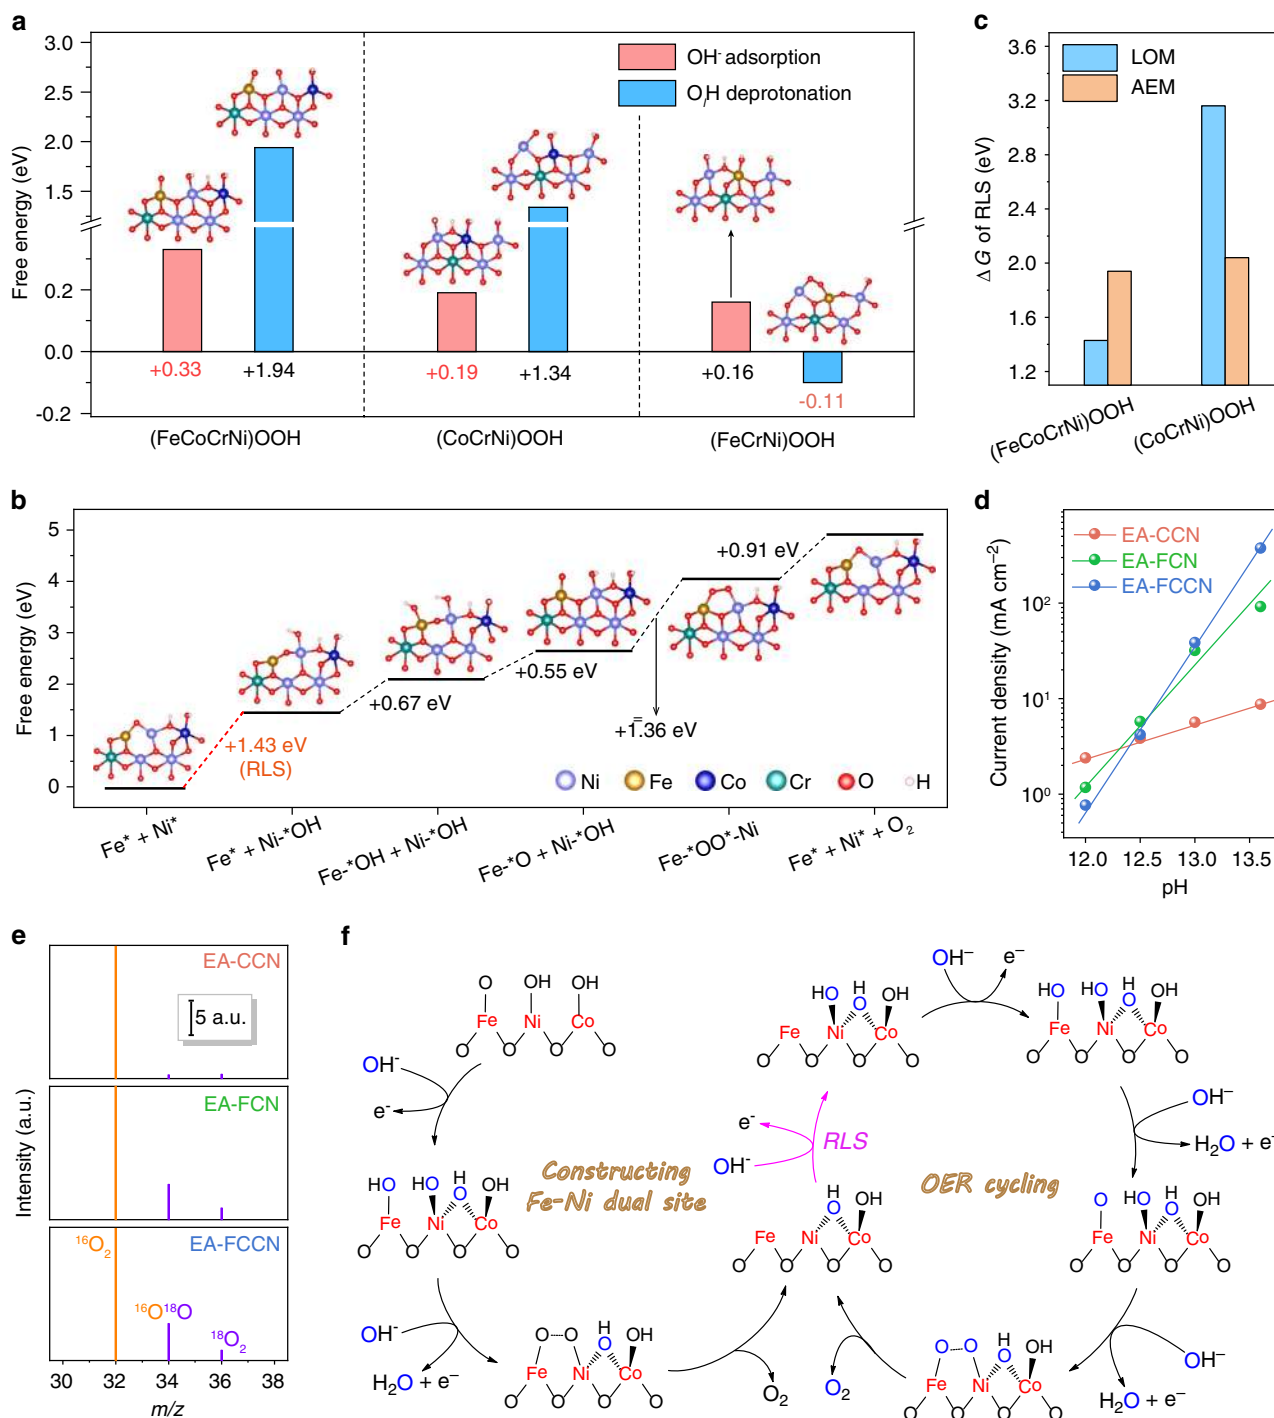 a
3.0
2.5
2.0
1.5
0.2
0.0
-0.2
Free energy (eV)
OH⁻ adsorption
OₗH deprotonation
+0.33
+1.94
+0.19
+1.34
+0.16
-0.11
(FeCoCrNi)OOH
(CoCrNi)OOH
(FeCrNi)OOH
c
3.6
3.2
2.8
2.4
2.0
1.6
1.2
ΔG of RLS (eV)
LOM
AEM
(FeCoCrNi)OOH
(CoCrNi)OOH
b
5
4
3
2
1
0
Free energy (eV)
+1.43 eV
(RLS)
+0.67 eV
+0.55 eV
+1.36 eV
+0.91 eV
Ni
Fe
Co
Cr
O
H
Fe* + Ni*
Fe* + Ni-*OH
Fe-*OH + Ni-*OH
Fe-*O + Ni-*OH
Fe-*OO*-Ni
Fe* + Ni* + O₂
d
EA-CCN
EA-FCN
EA-FCCN
10²
10¹
10⁰
Current density (mA cm⁻²)
12.0 12.5 13.0 13.5
pH
e
EA-CCN
5 a.u.
EA-FCN
EA-FCCN
¹⁶O₂
¹⁶O¹⁸O
¹⁸O₂
Intensity (a.u.)
30 32 34 36 38
m/z
f
O OH OH
Fe Ni Co
O O O O
OH⁻
e⁻
HO HO H O OH
Fe Ni Co
O O O O
OH⁻
H₂O + e⁻
O O H O OH
Fe Ni Co
O O O O
O₂
Constructing
Fe-Ni dual site
H O OH
Fe Ni Co
O O O O
OH⁻
e⁻
RLS
HO H O OH
Fe Ni Co
O O O O
OH⁻
e⁻
HO HO H O OH
Fe Ni Co
O O O O
OH⁻
H₂O + e⁻
OER cycling
O HO H O OH
Fe Ni Co
O O O O
OH⁻
H₂O + e⁻
O O H O OH
Fe Ni Co
O O O O
O₂